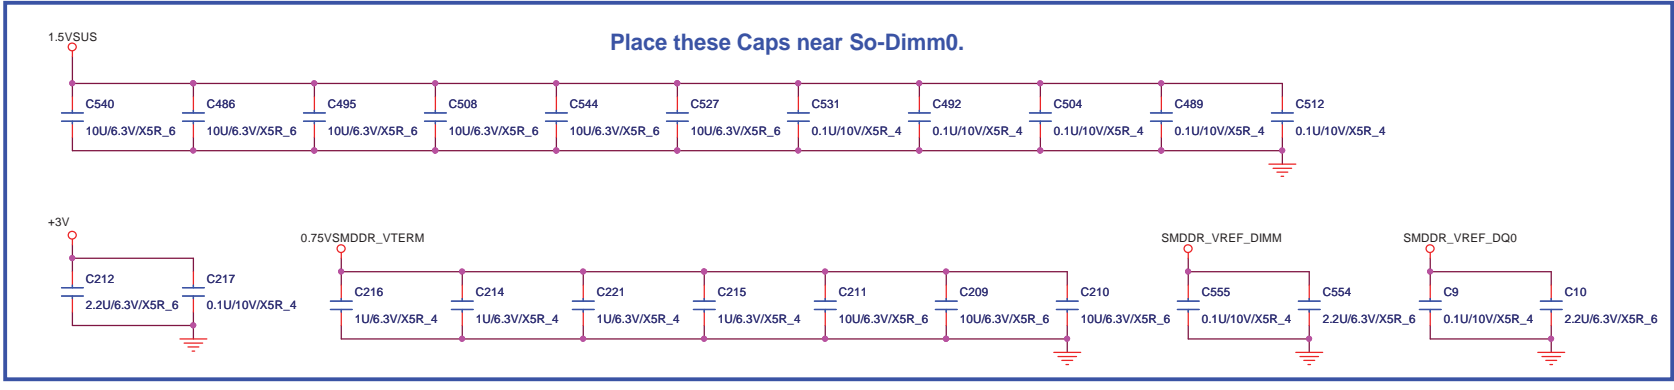 1.5VSUS
Place these Caps near So-Dimm0.
C540
10U/6.3V/X5R_6
C486
10U/6.3V/X5R_6
C495
10U/6.3V/X5R_6
C508
10U/6.3V/X5R_6
C544
10U/6.3V/X5R_6
C527
10U/6.3V/X5R_6
C531
0.1U/10V/X5R_4
C492
0.1U/10V/X5R_4
C504
0.1U/10V/X5R_4
C489
0.1U/10V/X5R_4
C512
0.1U/10V/X5R_4
+3V
C212
2.2U/6.3V/X5R_6
C217
0.1U/10V/X5R_4
0.75VSMDDR_VTERM
C216
1U/6.3V/X5R_4
C214
1U/6.3V/X5R_4
C221
1U/6.3V/X5R_4
C215
1U/6.3V/X5R_4
C211
10U/6.3V/X5R_6
C209
10U/6.3V/X5R_6
C210
10U/6.3V/X5R_6
SMDDR_VREF_DIMM
C555
0.1U/10V/X5R_4
C554
2.2U/6.3V/X5R_6
SMDDR_VREF_DQ0
C9
0.1U/10V/X5R_4
C10
2.2U/6.3V/X5R_6